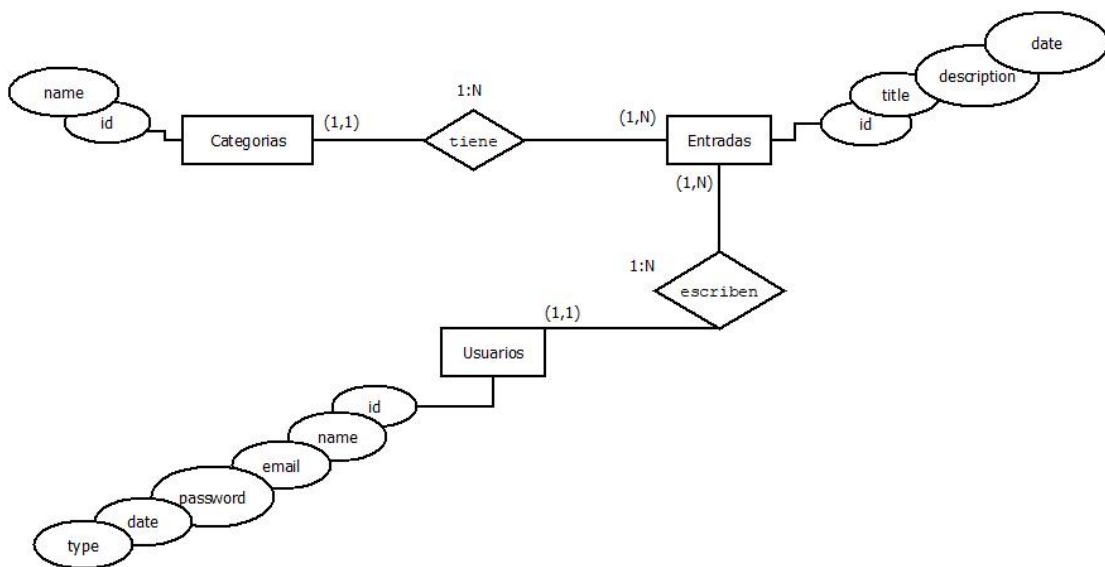 name
id
Categorias
(1,1)
1:N
tiene
(1,N)
Entradas
id
title
description
date
(1,N)
1:N
escriben
(1,1)
Usuarios
id
name
email
password
date
type